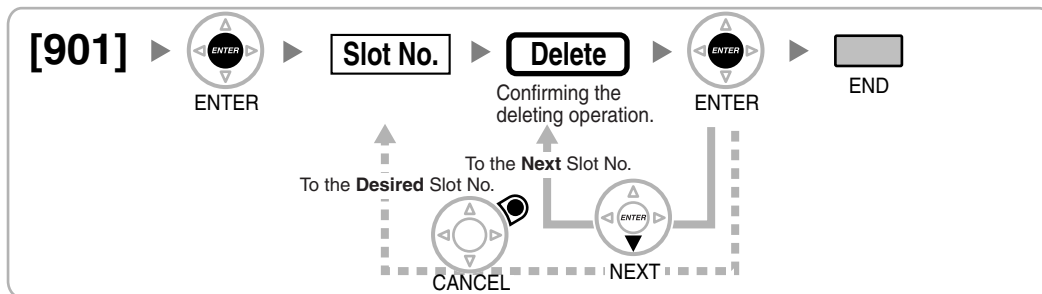 [901]
ENTER
ENTER
Slot No.
Delete
Confirming the
deleting operation.
ENTER
ENTER
END
To the Next Slot No.
To the Desired Slot No.
CANCEL
ENTER
NEXT